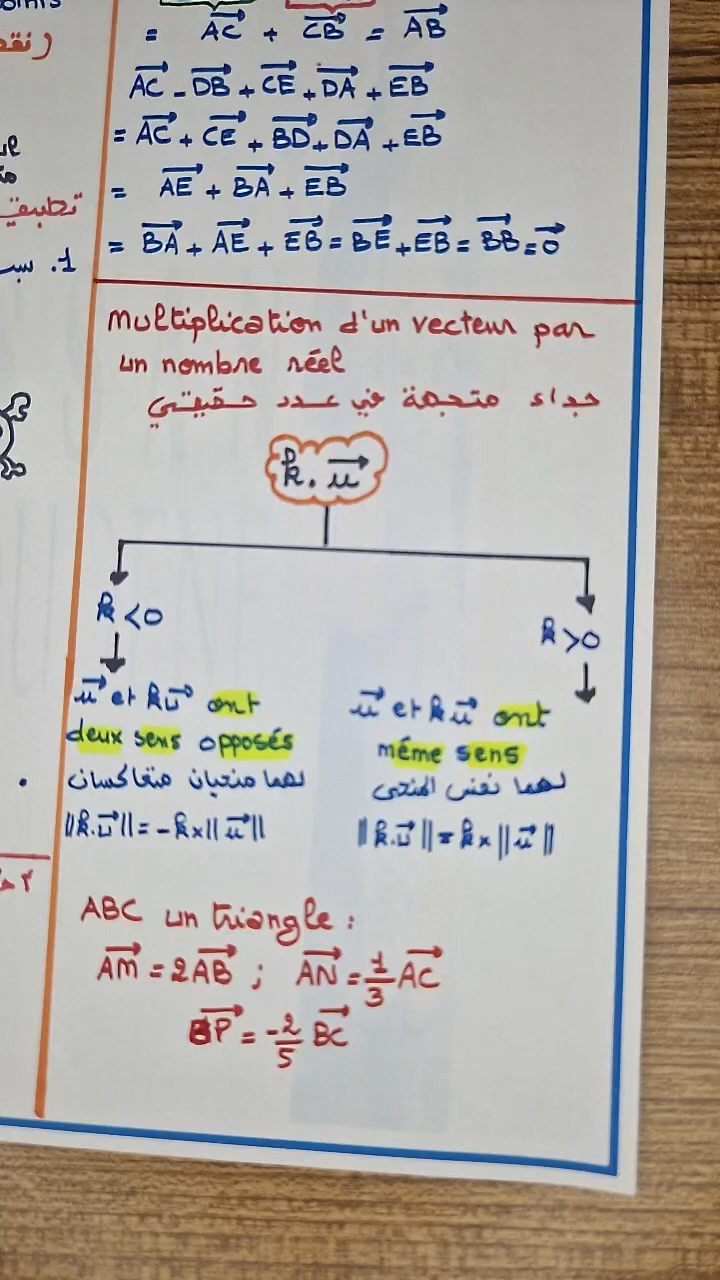 = AC + CB = AB
AC - DB + CE + DA + EB
= AC + CE + BD + DA + EB
= AE + BA + EB
= BA + AE + EB = BE + EB = BB = 0
تطبيق
1.
multiplication d'un vecteur par
un nombre réel
جداء متجهة في عدد حقيقي
k. u
k < 0
k > 0
u et ku ont
deux sens opposés
لهما منحيان متعاكسان
||k.u|| = -k x ||u||
u et ku ont
même sens
لهما نفس المنحى
||k.u|| = k x ||u||
ABC un triangle :
AM = 2AB ; AN = 1/3 AC
BP = -2/5 BC